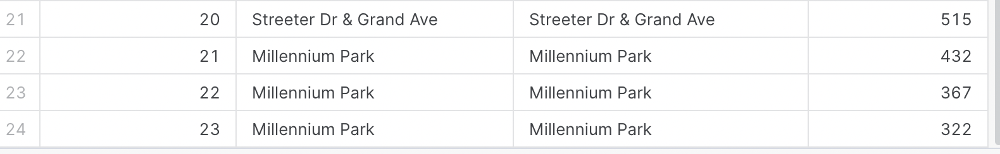 21 20 Streeter Dr & Grand Ave Streeter Dr & Grand Ave 515
22 21 Millennium Park Millennium Park 432
23 22 Millennium Park Millennium Park 367
24 23 Millennium Park Millennium Park 322